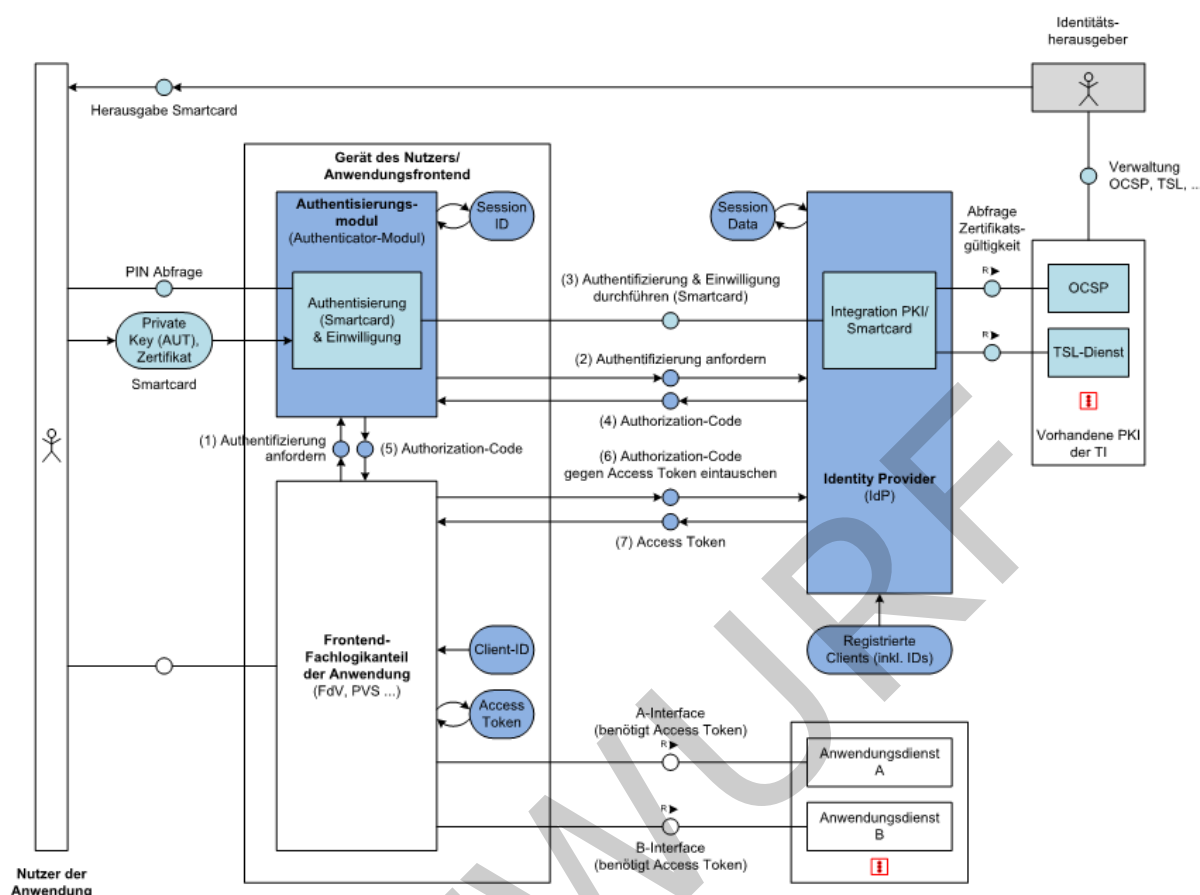 Identitäts-
herausgeber
Herausgabe Smartcard
Verwaltung
OCSP, TSL, ...
Gerät des Nutzers/
Anwendungsfrontend
Authentisierungs-
modul
(Authenticator-Modul)
Session
ID
Session
Data
Abfrage
Zertifikats-
gültigkeit
PIN Abfrage
Authentisierung
(Smartcard)
& Einwilligung
(3) Authentifizierung & Einwilligung
durchführen (Smartcard)
Integration PKI/
Smartcard
R
OCSP
Private
Key (AUT),
Zertifikat
Smartcard
R
TSL-Dienst
(2) Authentifizierung anfordern
(4) Authorization-Code
Vorhandene PKI
der TI
(1) Authentifizierung
anfordern
(5) Authorization-Code
(6) Authorization-Code
gegen Access Token eintauschen
Identity Provider
(IdP)
(7) Access Token
Frontend-
Fachlogikanteil
der Anwendung
(FdV, PVS ...)
Client-ID
Registrierte
Clients (inkl. IDs)
Access
Token
A-Interface
(benötigt Access Token)
R
Anwendungsdienst
A
R
B-Interface
(benötigt Access Token)
Anwendungsdienst
B
Nutzer der
Anwendung
TWURF